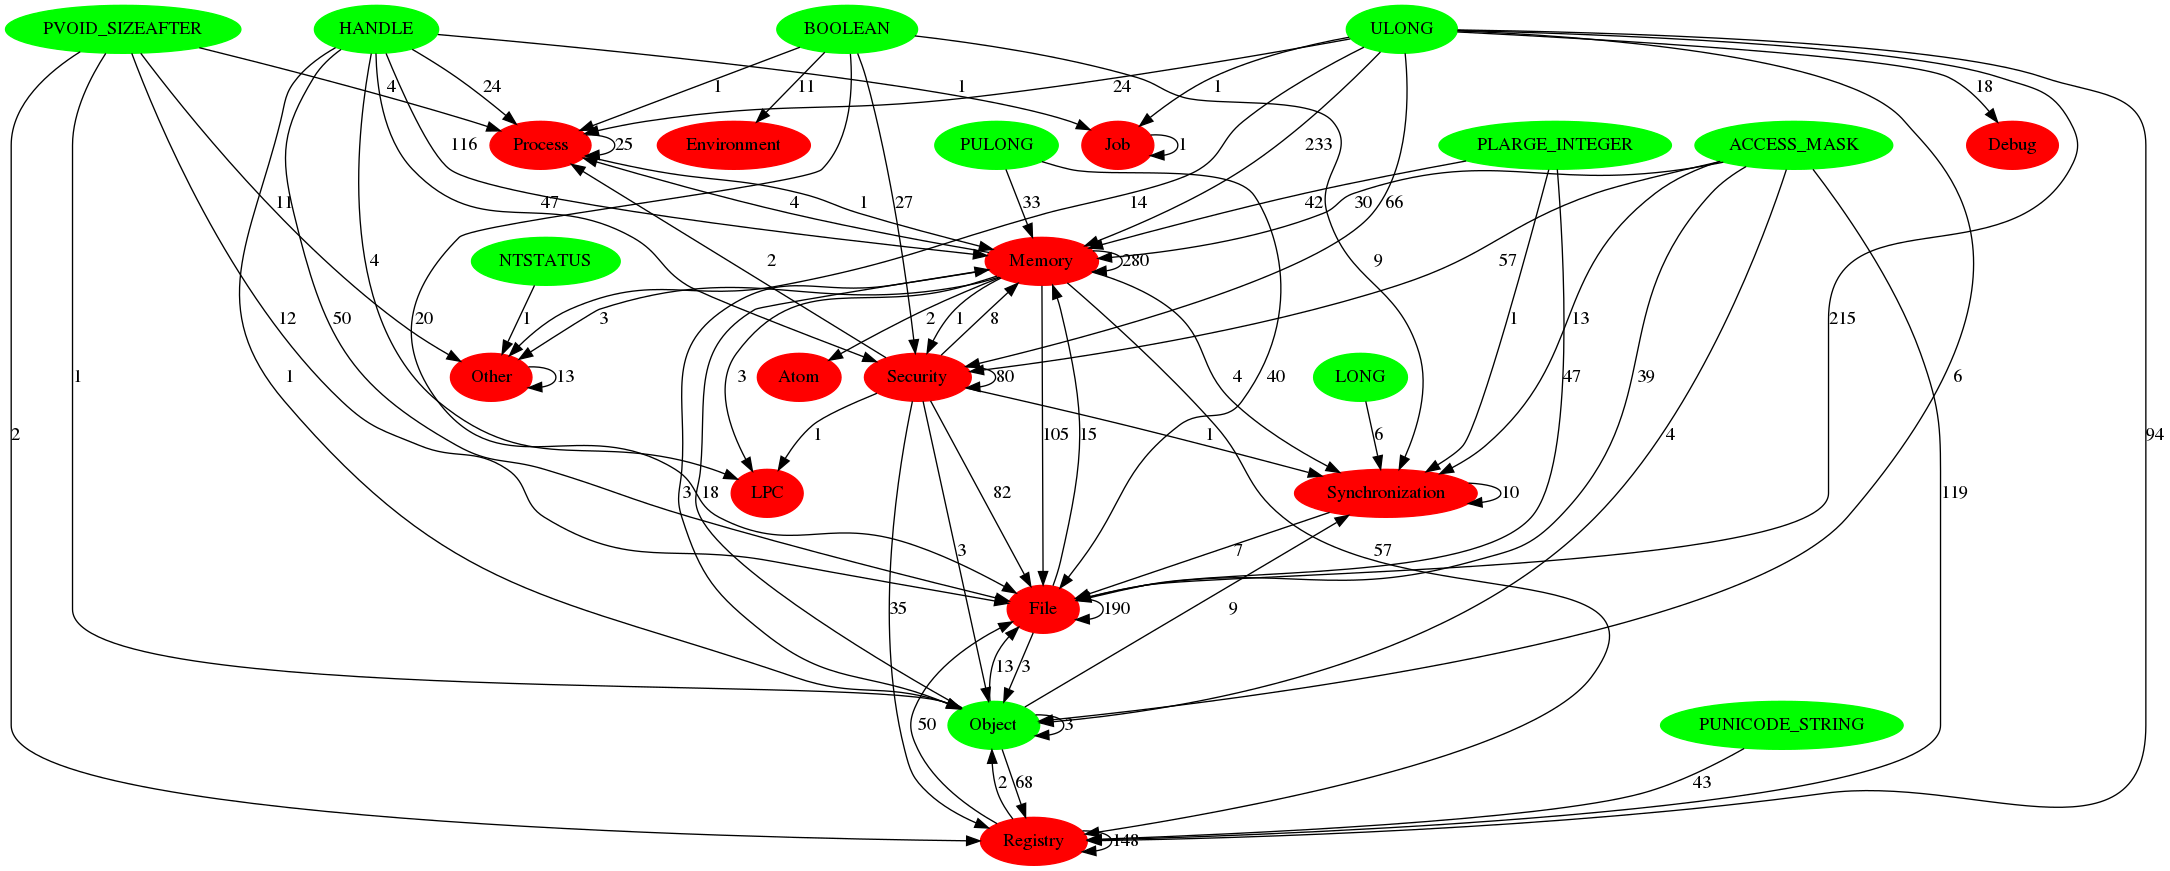 PVOID_SIZEAFTER HANDLE BOOLEAN ULONG
4 24 1 11 1 24 1 18
Process Environment PULONG Job PLARGE_INTEGER ACCESS_MASK Debug
116 25 1 233
11 47 4 1 27 33 14 42 30 66
NTSTATUS Memory
4 2 280 9 57
12 50 20 1 3 2 1 8 1 13 215
Other Atom Security LONG
1 1 13 3 80 4 40 47 39 6
2 1 3 18 105 15 1 6 57 4 94
LPC Synchronization
82 10 119
35 3 7 57 9
File
190
13 3
50 Object 3 PUNICODE_STRING
2 68 43
Registry 148